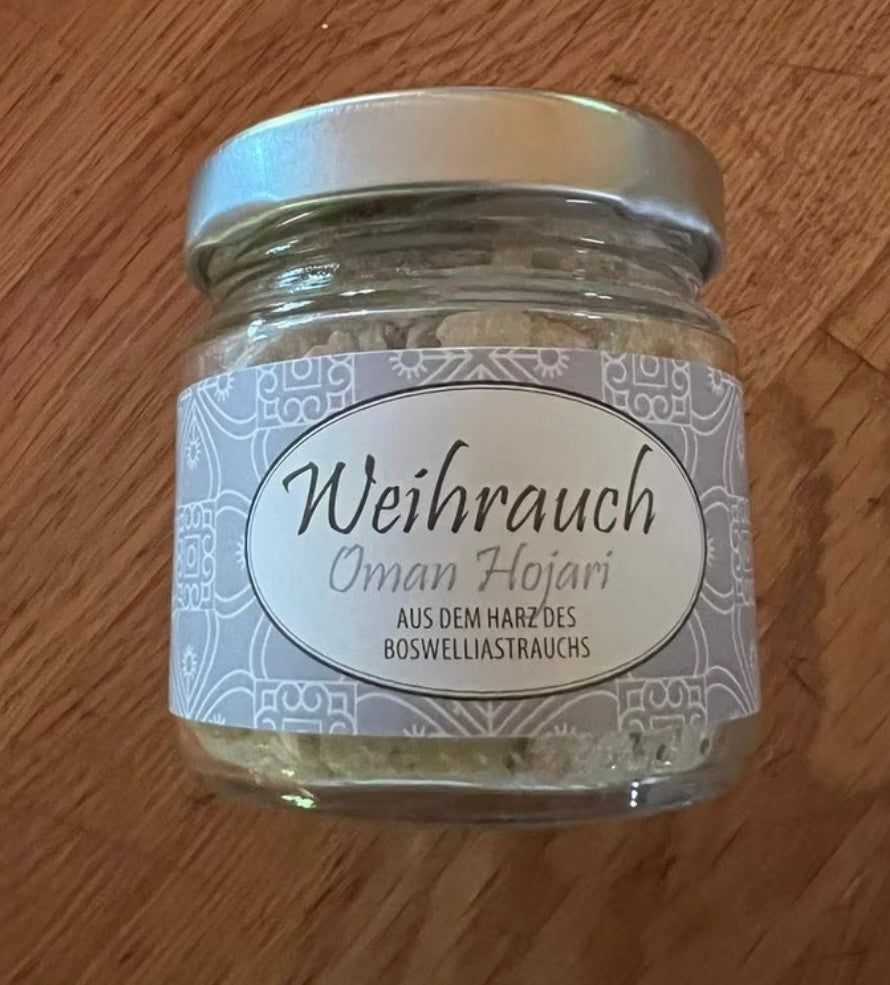 Weihrauch
Oman Hojari
AUS DEM HARZ DES
BOSWELLIASTRAUCHS